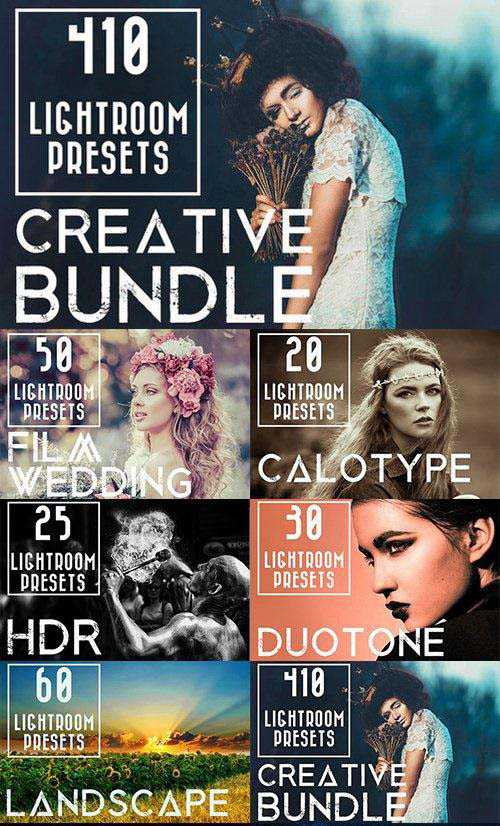 410
LIGHTROOM
PRESETS
CREATIVE
BUNDLE
50
LIGHTROOM
PRESETS
FILM
WEDDING
20
LIGHTROOM
PRESETS
CALOTYPE
25
LIGHTROOM
PRESETS
HDR
30
LIGHTROOM
PRESETS
DUOTONÉ
60
LIGHTROOM
PRESETS
LANDSCAPE
410
LIGHTROOM
PRESETS
CREATIVE
BUNDLE